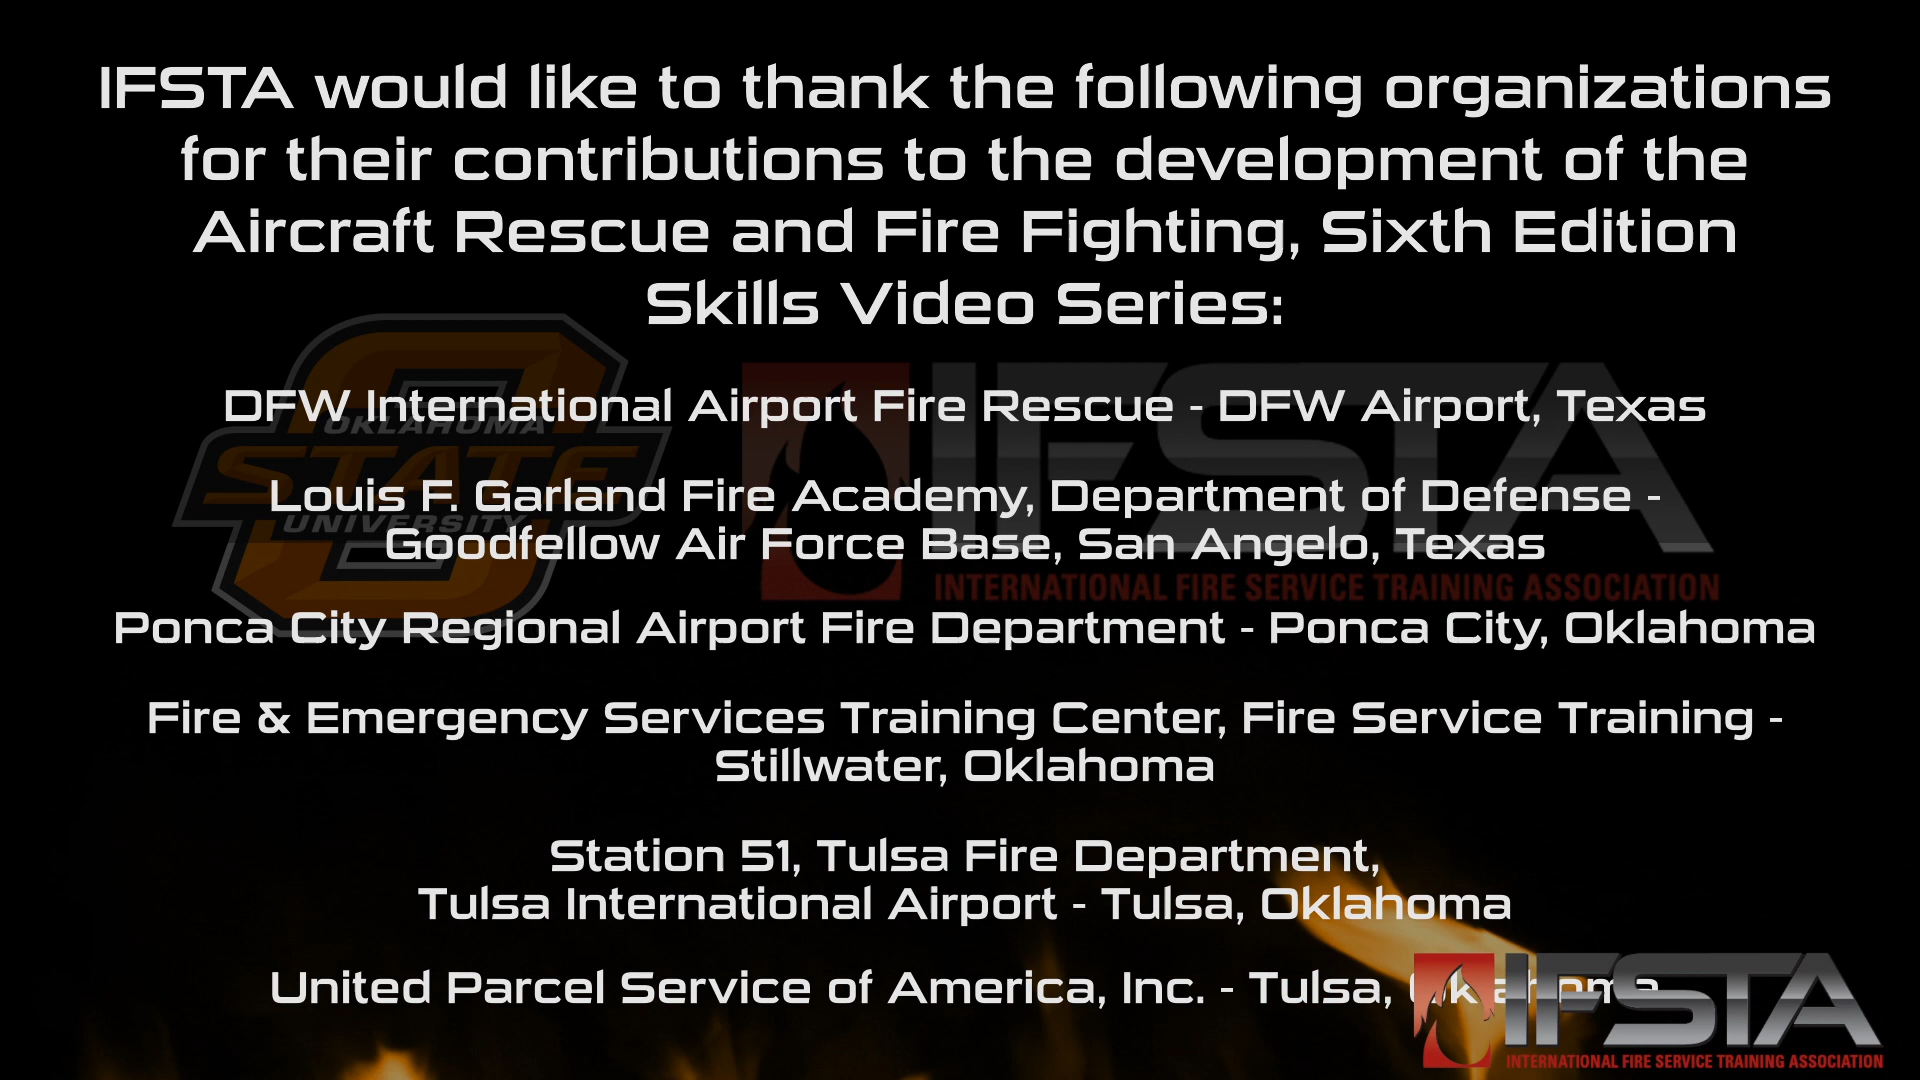 IFSTA would like to thank the following organizations
for their contributions to the development of the
Aircraft Rescue and Fire Fighting, Sixth Edition
Skills Video Series:
DFW International Airport Fire Rescue - DFW Airport, Texas
Louis F. Garland Fire Academy, Department of Defense -
Goodfellow Air Force Base, San Angelo, Texas
Ponca City Regional Airport Fire Department - Ponca City, Oklahoma
Fire & Emergency Services Training Center, Fire Service Training -
Stillwater, Oklahoma
Station 51, Tulsa Fire Department,
Tulsa International Airport - Tulsa, Oklahoma
United Parcel Service of America, Inc. - Tulsa, Oklahoma
OKLAHOMA
STATE
UNIVERSITY
IFSTA
INTERNATIONAL FIRE SERVICE TRAINING ASSOCIATION
IFSTA
INTERNATIONAL FIRE SERVICE TRAINING ASSOCIATION